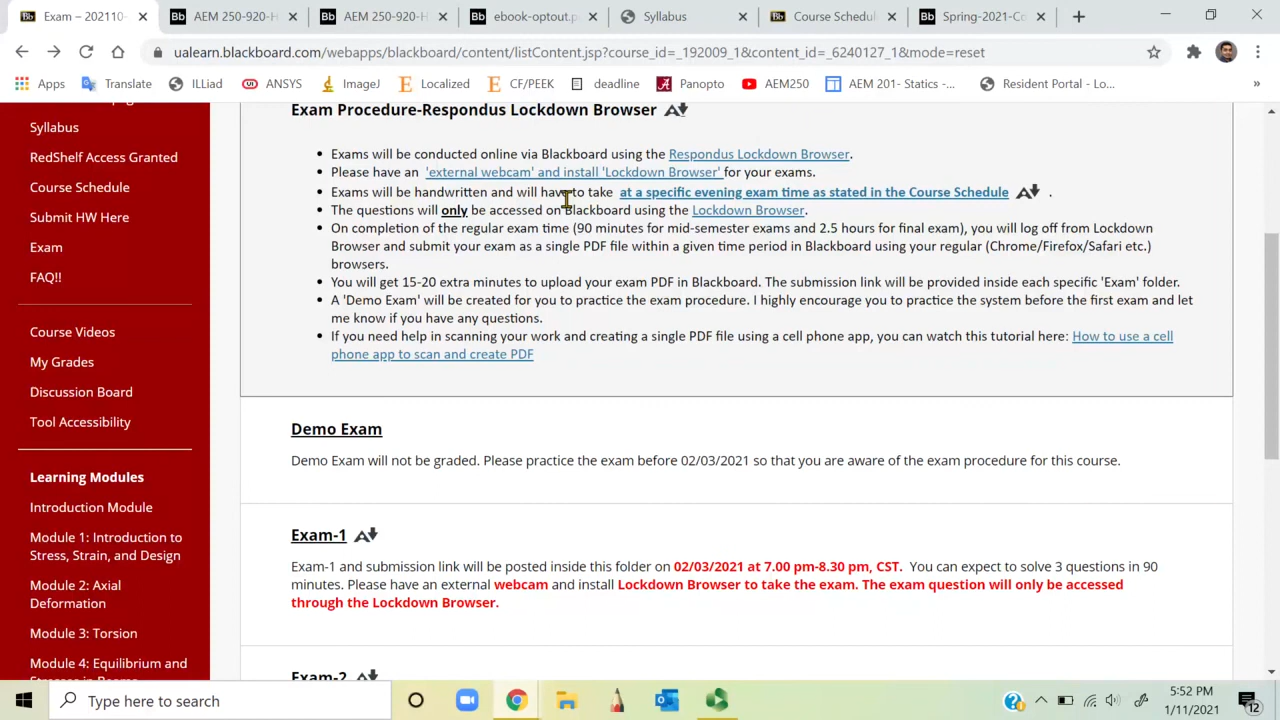 Exam – 202110
AEM 250-920-H
AEM 250-920-H
ebook-optout.p
Syllabus
Course Schedul
Spring-2021-Co
ualearn.blackboard.com/webapps/blackboard/content/listContent.jsp?course_id=_192009_1&content_id=_6240127_1&mode=reset
Apps
Translate
ILLiad
ANSYS
ImageJ
Localized
CF/PEEK
deadline
Panopto
AEM250
AEM 201- Statics -...
Resident Portal - Lo...
»
Syllabus
RedShelf Access Granted
Course Schedule
Submit HW Here
Exam
FAQ!!
Course Videos
My Grades
Discussion Board
Tool Accessibility
Learning Modules
Introduction Module
Module 1: Introduction to
Stress, Strain, and Design
Module 2: Axial
Deformation
Module 3: Torsion
Module 4: Equilibrium and
Exam Procedure-Respondus Lockdown Browser
• Exams will be conducted online via Blackboard using the Respondus Lockdown Browser.
• Please have an 'external webcam' and install 'Lockdown Browser' for your exams.
• Exams will be handwritten and will have to take at a specific evening exam time as stated in the Course Schedule .
• The questions will only be accessed on Blackboard using the Lockdown Browser.
• On completion of the regular exam time (90 minutes for mid-semester exams and 2.5 hours for final exam), you will log off from Lockdown
Browser and submit your exam as a single PDF file within a given time period in Blackboard using your regular (Chrome/Firefox/Safari etc.)
browsers.
• You will get 15-20 extra minutes to upload your exam PDF in Blackboard. The submission link will be provided inside each specific 'Exam' folder.
• A 'Demo Exam' will be created for you to practice the exam procedure. I highly encourage you to practice the system before the first exam and let
me know if you have any questions.
• If you need help in scanning your work and creating a single PDF file using a cell phone app, you can watch this tutorial here: How to use a cell
phone app to scan and create PDF
Demo Exam
Demo Exam will not be graded. Please practice the exam before 02/03/2021 so that you are aware of the exam procedure for this course.
Exam-1
Exam-1 and submission link will be posted inside this folder on 02/03/2021 at 7.00 pm-8.30 pm, CST. You can expect to solve 3 questions in 90
minutes. Please have an external webcam and install Lockdown Browser to take the exam. The exam question will only be accessed
through the Lockdown Browser.
Exam-2
Type here to search
5:52 PM
1/11/2021
12